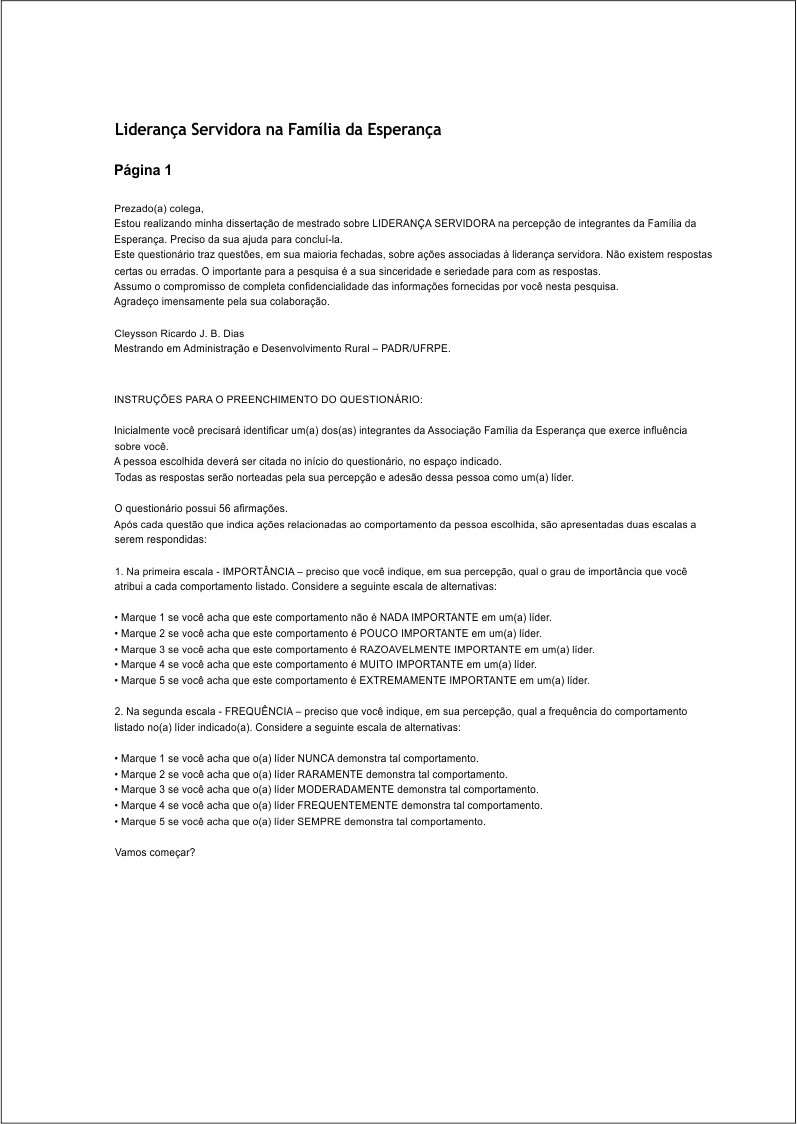 Liderança Servidora na Família da Esperança
Página 1
Prezado(a) colega,
Estou realizando minha dissertação de mestrado sobre LIDERANÇA SERVIDORA na percepção de integrantes da Família da
Esperança. Preciso da sua ajuda para concluí-la.
Este questionário traz questões, em sua maioria fechadas, sobre ações associadas à liderança servidora. Não existem respostas
certas ou erradas. O importante para a pesquisa é a sua sinceridade e seriedade para com as respostas.
Assumo o compromisso de completa confidencialidade das informações fornecidas por você nesta pesquisa.
Agradeço imensamente pela sua colaboração.
Cleysson Ricardo J. B. Dias
Mestrando em Administração e Desenvolvimento Rural – PADR/UFRPE.
INSTRUÇÕES PARA O PREENCHIMENTO DO QUESTIONÁRIO:
Inicialmente você precisará identificar um(a) dos(as) integrantes da Associação Família da Esperança que exerce influência
sobre você.
A pessoa escolhida deverá ser citada no início do questionário, no espaço indicado.
Todas as respostas serão norteadas pela sua percepção e adesão dessa pessoa como um(a) líder.
O questionário possui 56 afirmações.
Após cada questão que indica ações relacionadas ao comportamento da pessoa escolhida, são apresentadas duas escalas a
serem respondidas:
1. Na primeira escala - IMPORTÂNCIA – preciso que você indique, em sua percepção, qual o grau de importância que você
atribui a cada comportamento listado. Considere a seguinte escala de alternativas:
• Marque 1 se você acha que este comportamento não é NADA IMPORTANTE em um(a) líder.
• Marque 2 se você acha que este comportamento é POUCO IMPORTANTE em um(a) líder.
• Marque 3 se você acha que este comportamento é RAZOAVELMENTE IMPORTANTE em um(a) líder.
• Marque 4 se você acha que este comportamento é MUITO IMPORTANTE em um(a) líder.
• Marque 5 se você acha que este comportamento é EXTREMAMENTE IMPORTANTE em um(a) líder.
2. Na segunda escala - FREQUÊNCIA – preciso que você indique, em sua percepção, qual a frequência do comportamento
listado no(a) líder indicado(a). Considere a seguinte escala de alternativas:
• Marque 1 se você acha que o(a) líder NUNCA demonstra tal comportamento.
• Marque 2 se você acha que o(a) líder RARAMENTE demonstra tal comportamento.
• Marque 3 se você acha que o(a) líder MODERADAMENTE demonstra tal comportamento.
• Marque 4 se você acha que o(a) líder FREQUENTEMENTE demonstra tal comportamento.
• Marque 5 se você acha que o(a) líder SEMPRE demonstra tal comportamento.
Vamos começar?